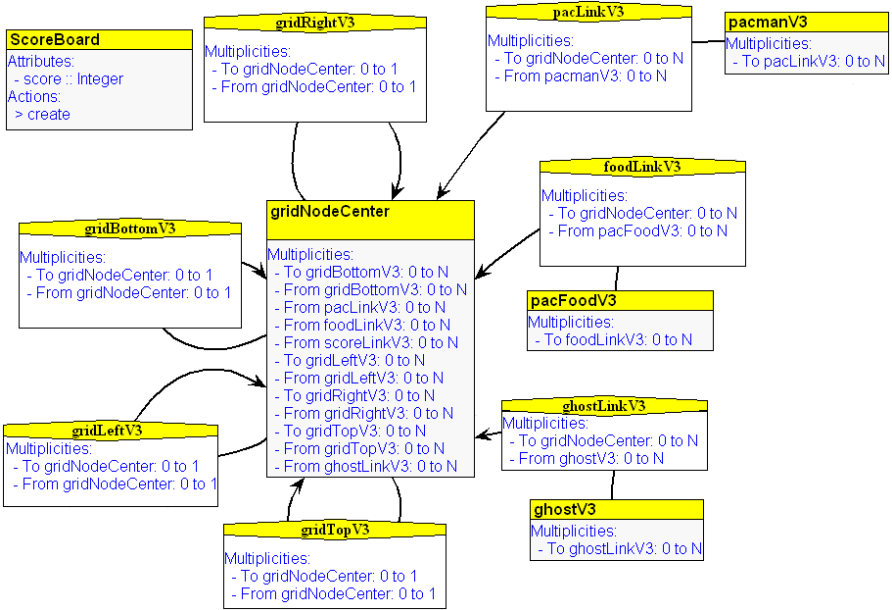 ScoreBoard
Attributes:
- score :: Integer
Actions:
> create
gridRightV3
Multiplicities:
- To gridNodeCenter: 0 to 1
- From gridNodeCenter: 0 to 1
pacLinkV3
Multiplicities:
- To gridNodeCenter: 0 to N
- From pacmanV3: 0 to N
pacmanV3
Multiplicities:
- To pacLinkV3: 0 to N
foodLinkV3
Multiplicities:
- To gridNodeCenter: 0 to N
- From pacFoodV3: 0 to N
gridBottomV3
Multiplicities:
- To gridNodeCenter: 0 to 1
- From gridNodeCenter: 0 to 1
gridNodeCenter
Multiplicities:
- To gridBottomV3: 0 to N
- From gridBottomV3: 0 to N
- From pacLinkV3: 0 to N
- From foodLinkV3: 0 to N
- From scoreLinkV3: 0 to N
- To gridLeftV3: 0 to N
- From gridLeftV3: 0 to N
- To gridRightV3: 0 to N
- From gridRightV3: 0 to N
- To gridTopV3: 0 to N
- From gridTopV3: 0 to N
- From ghostLinkV3: 0 to N
pacFoodV3
Multiplicities:
- To foodLinkV3: 0 to N
gridLeftV3
Multiplicities:
- To gridNodeCenter: 0 to 1
- From gridNodeCenter: 0 to 1
ghostLinkV3
Multiplicities:
- To gridNodeCenter: 0 to N
- From ghostV3: 0 to N
ghostV3
Multiplicities:
- To ghostLinkV3: 0 to N
gridTopV3
Multiplicities:
- To gridNodeCenter: 0 to 1
- From gridNodeCenter: 0 to 1